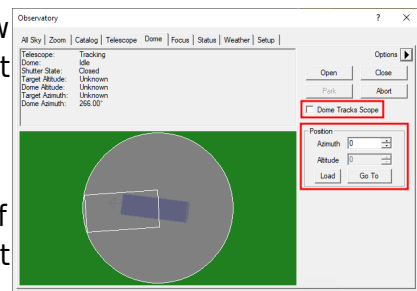 w
t
f
t
Observatory ? ×
All Sky Zoom Catalog Telescope Dome Focus Status Weather Setup
Telescope: Tracking
Dome: Idle
Shutter State: Closed
Target Altitude: Unknown
Dome Altitude: Unknown
Target Azimuth: Unknown
Dome Azimuth: 266.00°
Options
Open Close
Park Abort
Dome Tracks Scope
Position
Azimuth 0
Altitude 0
Load Go To